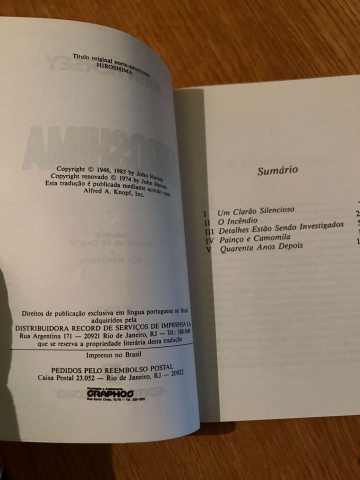 Título original norte-americano
HIROSHIMA
Copyright © 1946, 1985 by John Hersey
Copyright renovado © 1974 by John Hersey
Esta tradução é publicada mediante acordo com
Alfred A. Knopf, Inc.
Direitos de publicação exclusiva em língua portuguesa no Brasil
adquiridos pela
DISTRIBUIDORA RECORD DE SERVIÇOS DE IMPRENSA S.A.
Rua Argentina 171 — 20921 Rio de Janeiro, RJ — Tel.:
que se reserva a propriedade literária desta tradução
Impresso no Brasil
PEDIDOS PELO REEMBOLSO POSTAL
Caixa Postal 23.052 — Rio de Janeiro, RJ — 20922
GRAPHOS
Sumário
I Um Clarão Silencioso
II O Incêndio
III Detalhes Estão Sendo Investigados
IV Painço e Camomila
V Quarenta Anos Depois